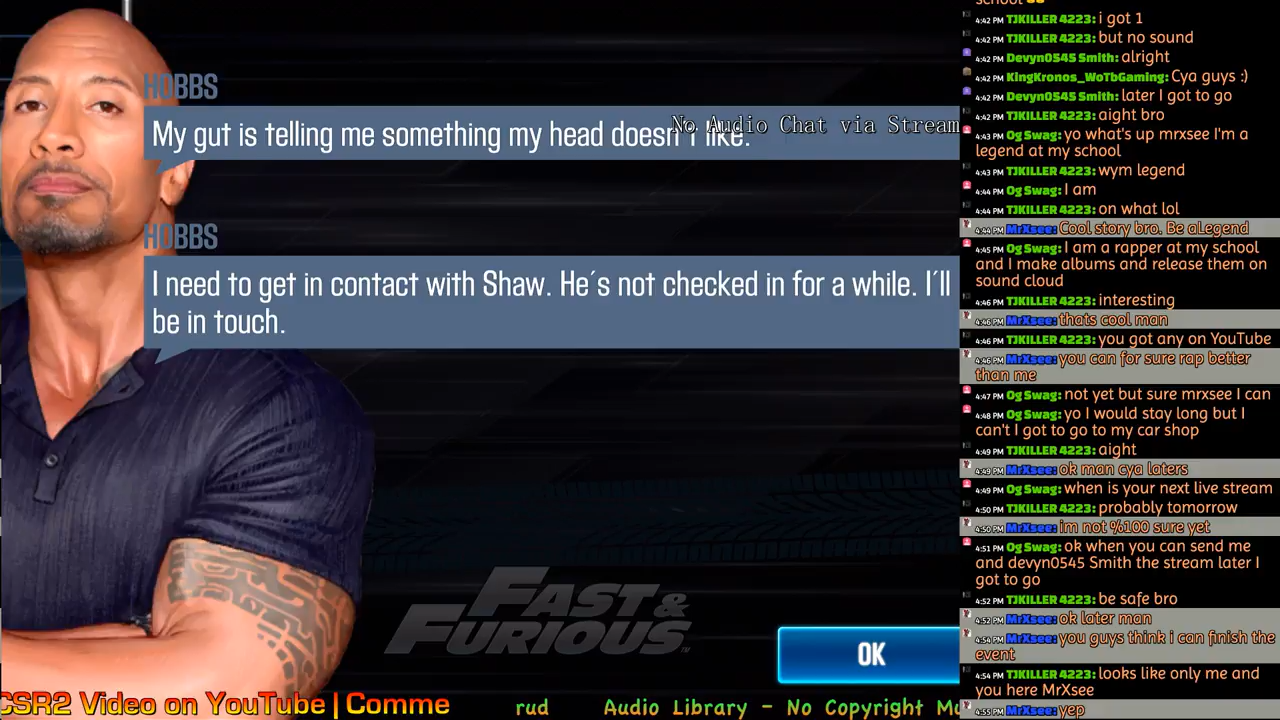 HOBBS
My gut is telling me something my head doesn't like.
No Audio Chat via Stream
HOBBS
I need to get in contact with Shaw. He´s not checked in for a while. I´ll
be in touch.
FAST &
FURIOUS
OK
CSR2 Video on YouTube | Comme
rud
Audio Library - No Copyright Mu
4:42 PM TJKILLER 4223: i got 1
4:42 PM TJKILLER 4223: but no sound
4:42 PM Devyn0545 Smith: alright
4:42 PM KingKronos_WoTbGaming: Cya guys :)
4:42 PM Devyn0545 Smith: later I got to go
4:42 PM TJKILLER 4223: aight bro
4:43 PM Og Swag: yo what's up mrxsee I'm a
legend at my school
4:43 PM TJKILLER 4223: wym legend
4:44 PM Og Swag: I am
4:44 PM TJKILLER 4223: on what lol
4:44 PM MrXsee: Cool story bro. Be aLegend
4:45 PM Og Swag: I am a rapper at my school
and I make albums and release them on
sound cloud
4:46 PM TJKILLER 4223: interesting
4:46 PM MrXsee: thats cool man
4:46 PM TJKILLER 4223: you got any on YouTube
4:46 PM MrXsee: you can for sure rap better
than me
4:47 PM Og Swag: not yet but sure mrxsee I can
4:48 PM Og Swag: yo I would stay long but I
can't I got to go to my car shop
4:49 PM TJKILLER 4223: aight
4:49 PM MrXsee: ok man cya laters
4:49 PM Og Swag: when is your next live stream
4:50 PM TJKILLER 4223: probably tomorrow
4:50 PM MrXsee: im not %100 sure yet
4:51 PM Og Swag: ok when you can send me
and devyn0545 Smith the stream later I
got to go
4:52 PM TJKILLER 4223: be safe bro
4:52 PM MrXsee: ok later man
4:54 PM MrXsee: you guys think i can finish the
event
4:54 PM TJKILLER 4223: looks like only me and
you here MrXsee
4:55 PM MrXsee: yep